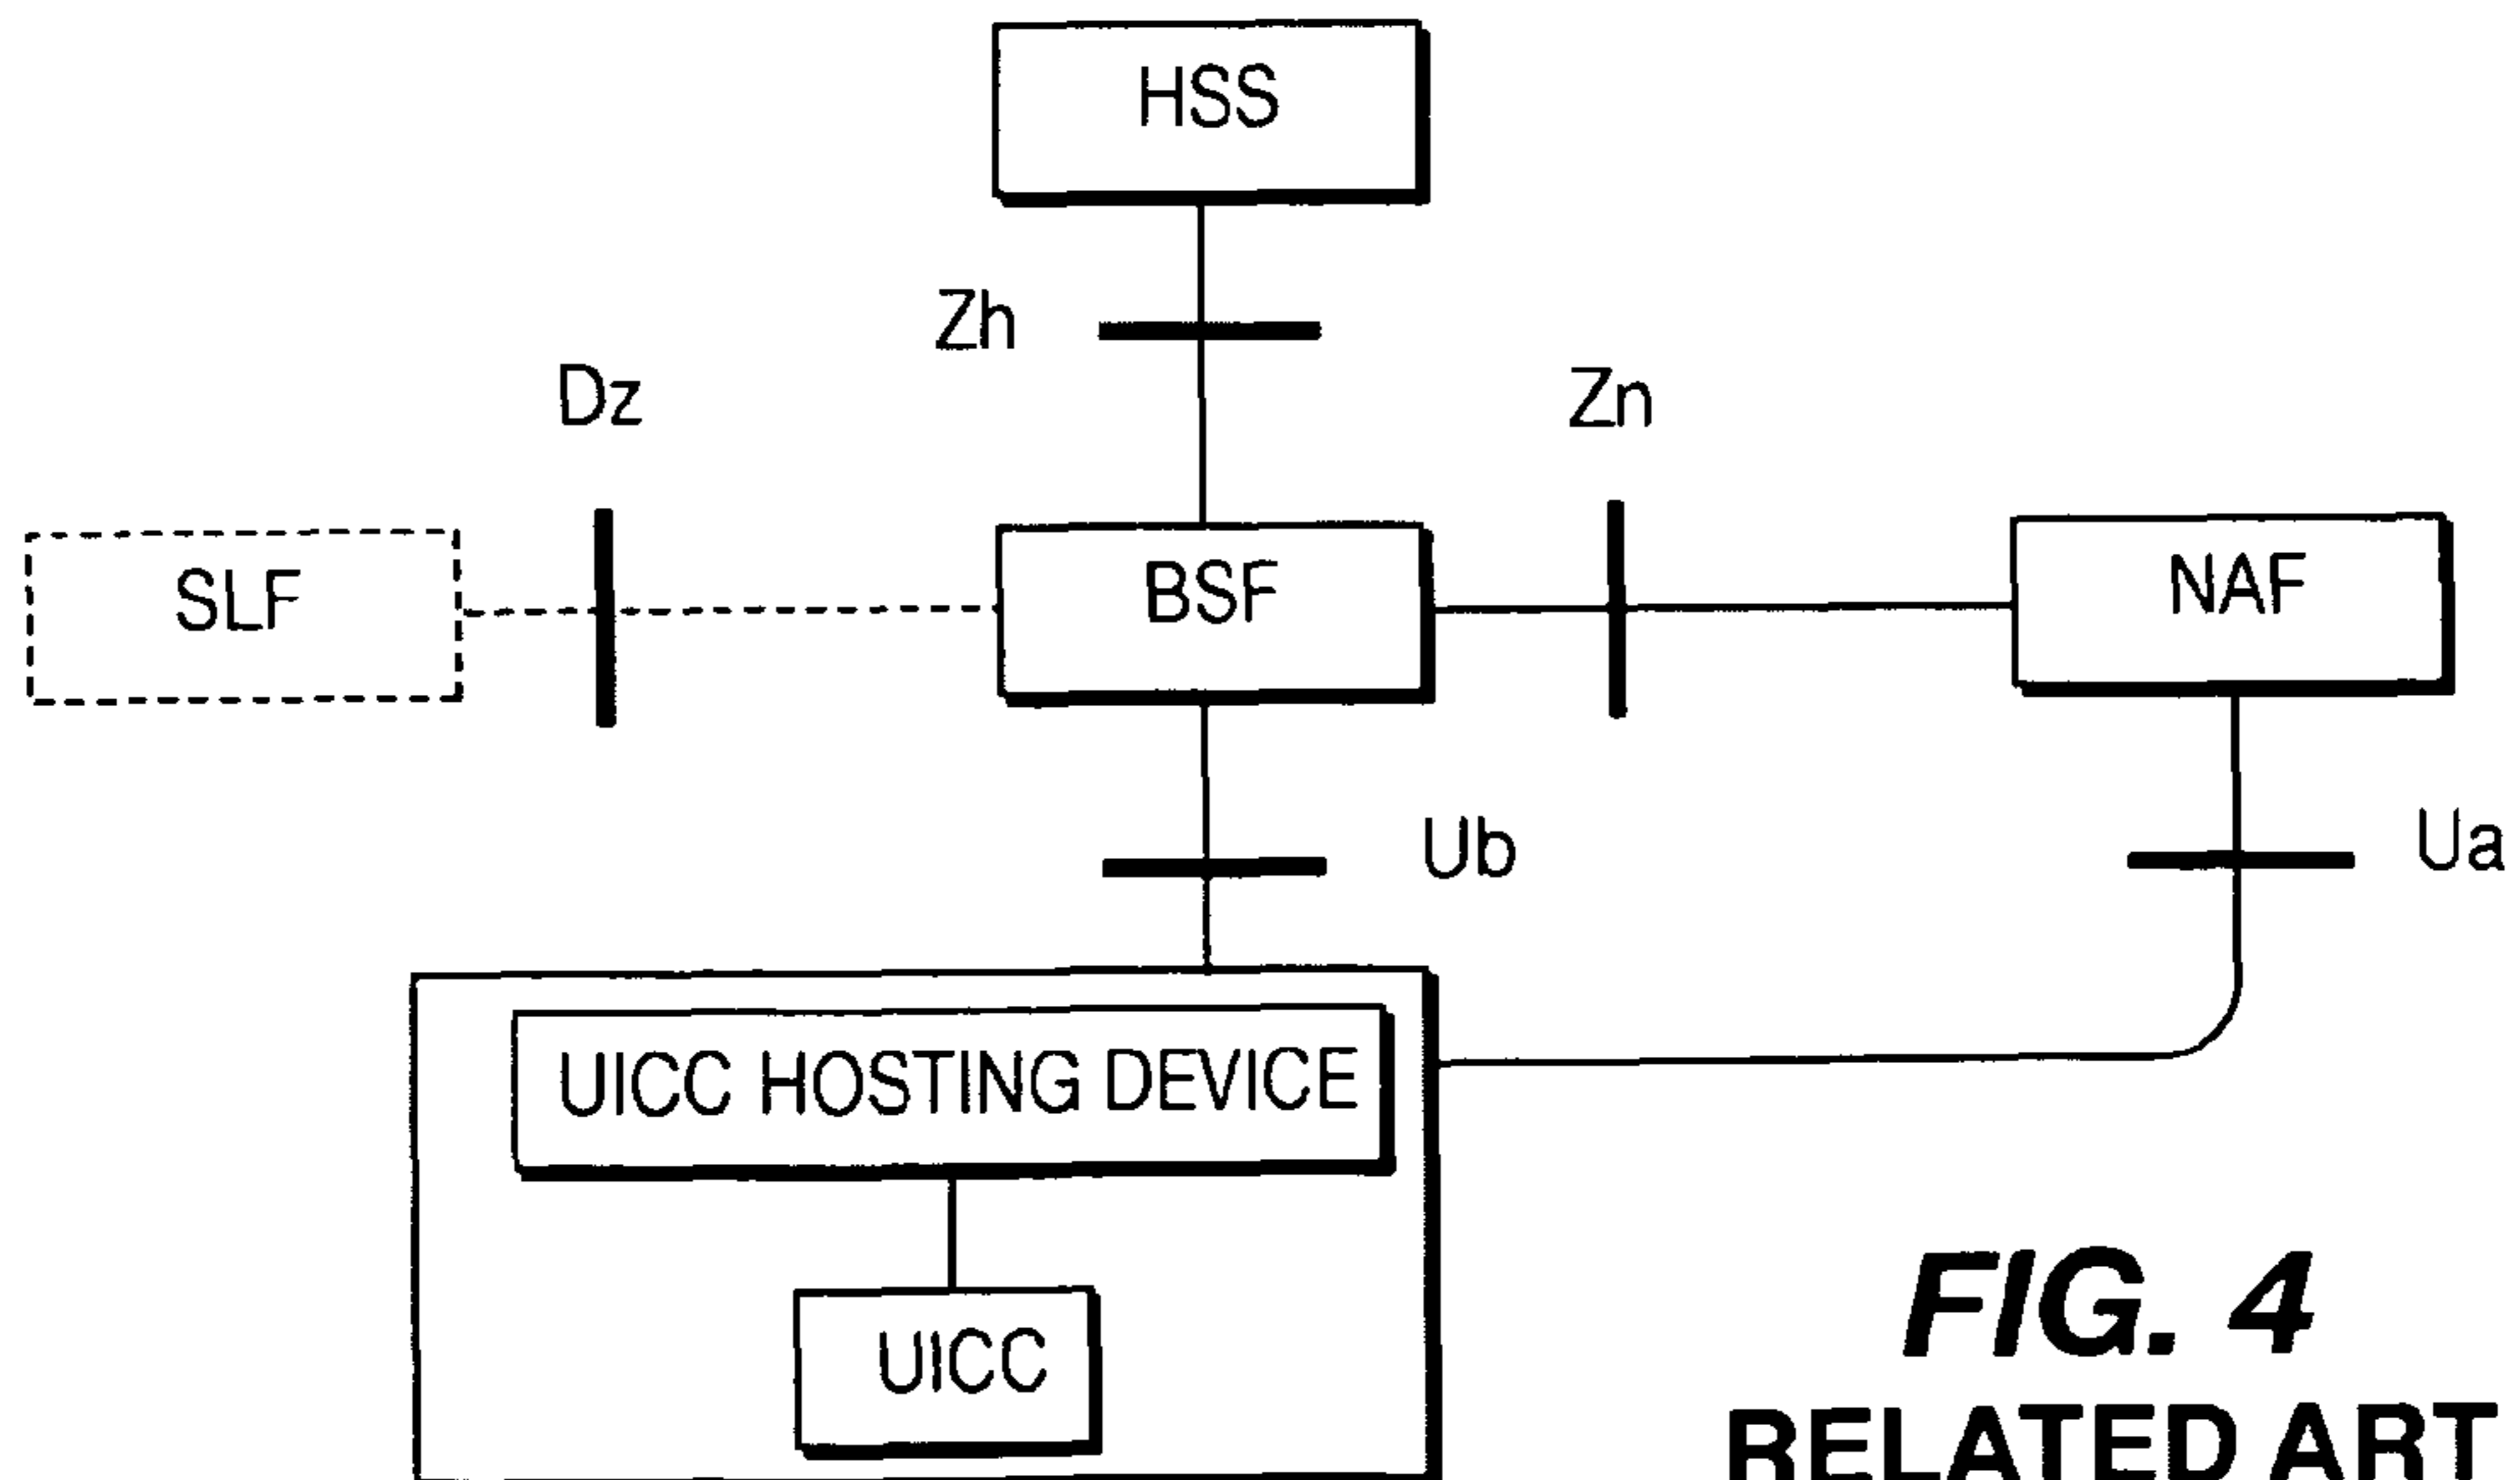 HSS
Zh
Dz
Zn
SLF
BSF
NAF
Ub
Ua
UICC HOSTING DEVICE
UICC
FIG. 4
RELATED ART